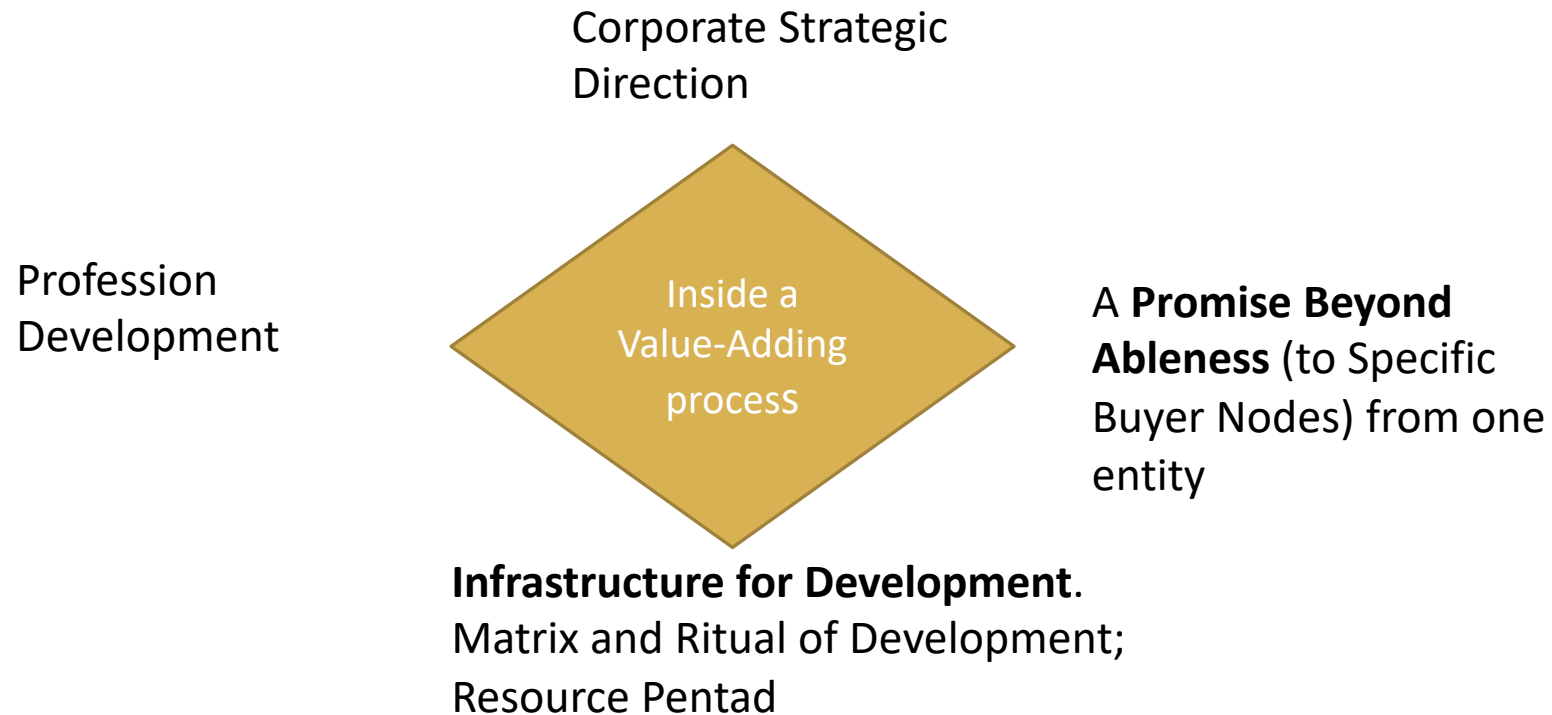 Corporate Strategic
Direction
Profession
Development
Inside a
Value-Adding
process
A Promise Beyond
Ableness (to Specific
Buyer Nodes) from one
entity
Infrastructure for Development.
Matrix and Ritual of Development;
Resource Pentad